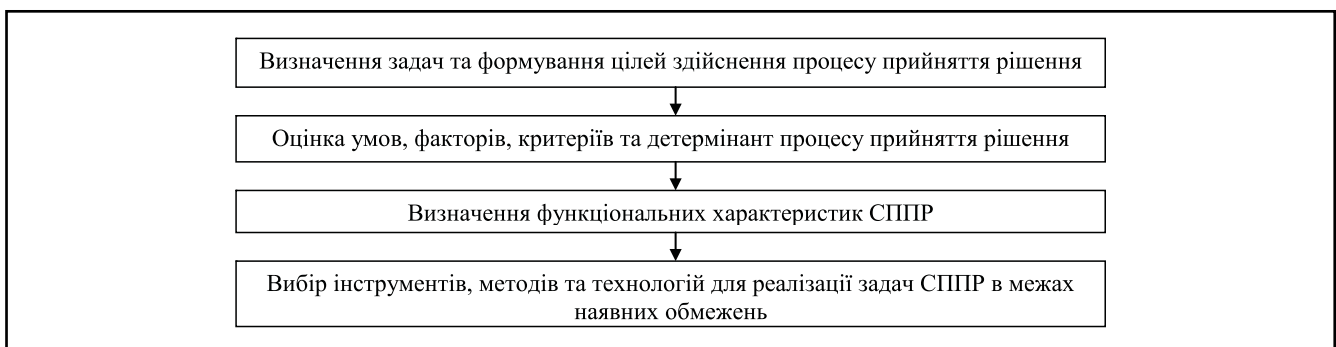 Визначення задач та формування цілей здійснення процесу прийняття рішення
Оцінка умов, факторів, критеріїв та детермінант процесу прийняття рішення
Визначення функціональних характеристик СППР
Вибір інструментів, методів та технологій для реалізації задач СППР в межах
наявних обмежень